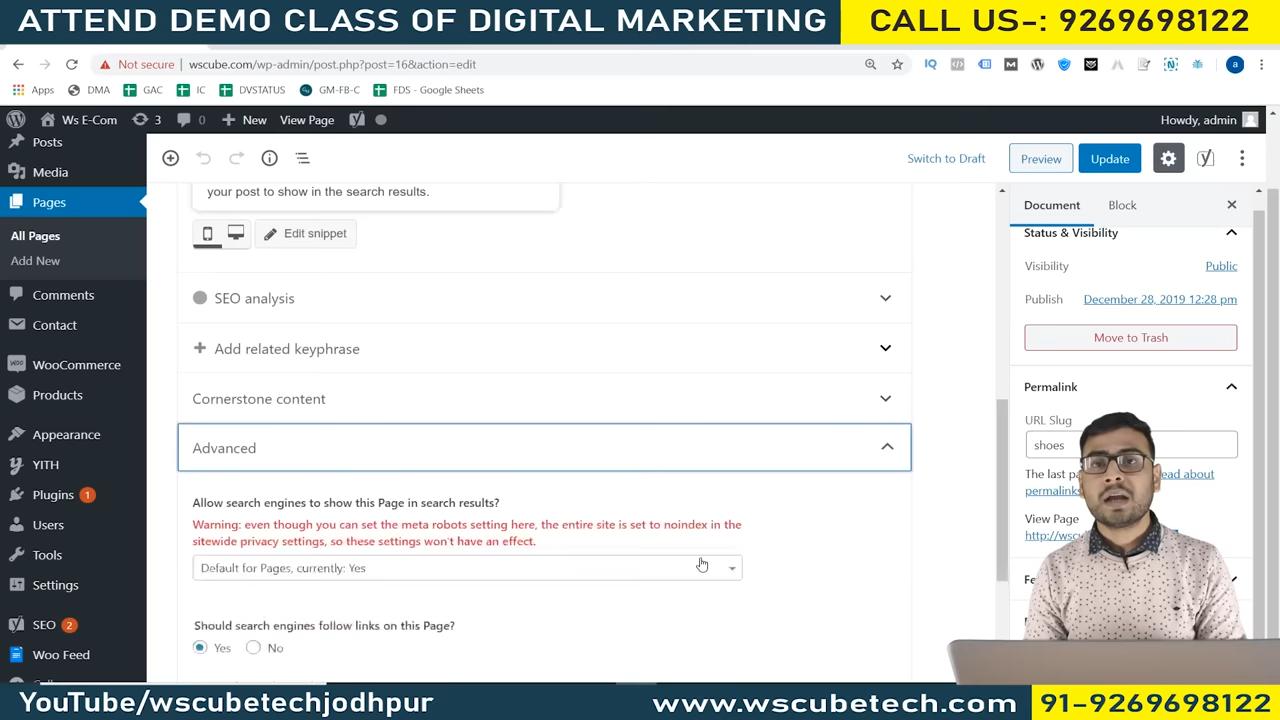 ATTEND DEMO CLASS OF DIGITAL MARKETING
CALL US-: 9269698122
Not secure
wscube.com/wp-admin/post.php?post=16&action=edit
IQ
a
Apps
DMA
GAC
IC
DVSTATUS
GM-FB-C
FDS - Google Sheets
Ws E-Com
3
0
New
View Page
Howdy, admin
Posts
Media
Pages
All Pages
Add New
Comments
Contact
WooCommerce
Products
Appearance
YITH
Plugins 1
Users
Tools
Settings
SEO 2
Woo Feed
Switch to Draft
Preview
Update
your post to show in the search results.
Edit snippet
SEO analysis
Add related keyphrase
Cornerstone content
Advanced
Allow search engines to show this Page in search results?
Warning: even though you can set the meta robots setting here, the entire site is set to noindex in the
sitewide privacy settings, so these settings won't have an effect.
Default for Pages, currently: Yes
Should search engines follow links on this Page?
Yes
No
Document
Block
Status & Visibility
Visibility
Public
Publish
December 28, 2019 12:28 pm
Move to Trash
Permalink
URL Slug
shoes
The last
about
permalinks
View Page
YouTube/wscubetechjodhpur
www.wscubetech.com
91-9269698122